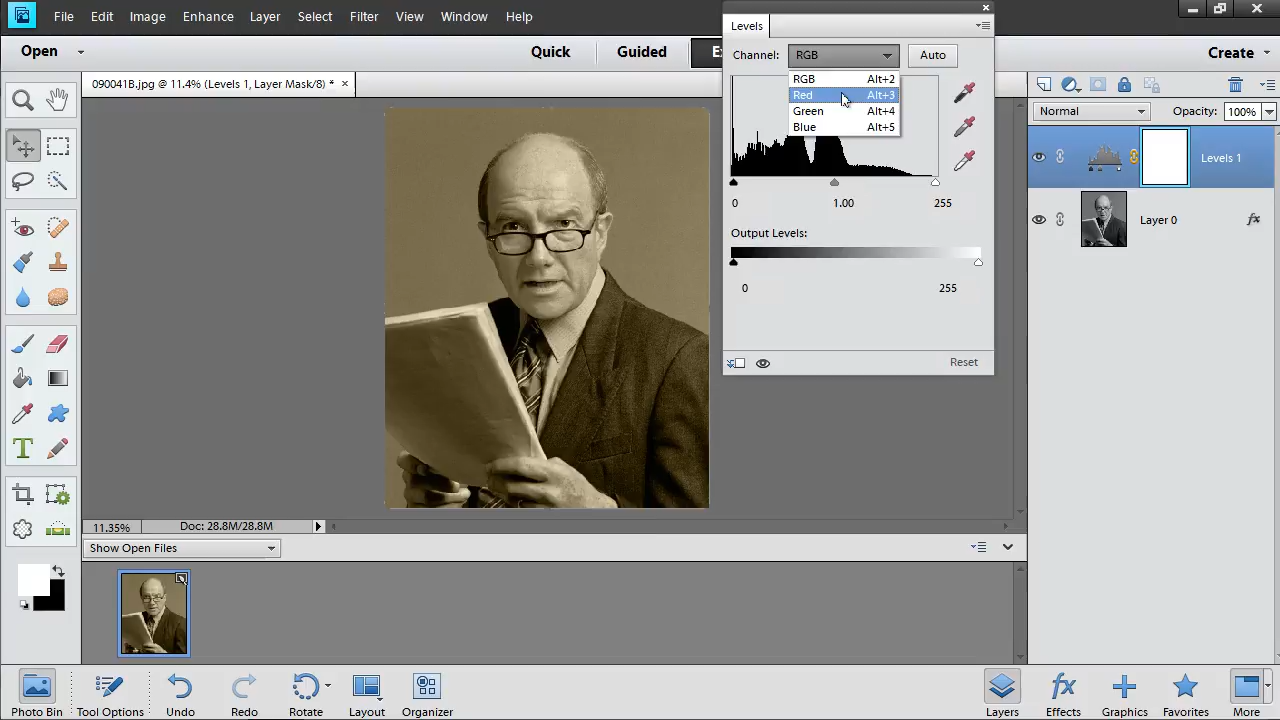 File Edit Image Enhance Layer Select Filter View Window Help
Open Quick Guided Ex Create
Levels
Channel: RGB Auto
RGB Alt+2
Red Alt+3
Green Alt+4
Blue Alt+5
0 1.00 255
Output Levels:
0 255
Reset
090041B.jpg @ 11.4% (Levels 1, Layer Mask/8) * ×
Normal Opacity: 100%
Levels 1
Layer 0 fx
T
11.35% Doc: 28.8M/28.8M
Show Open Files
Photo Bin Tool Options Undo Redo Rotate Layout Organizer
fx
Layers Effects Graphics Favorites More